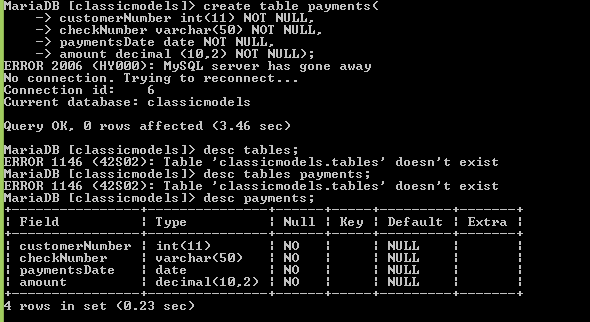 MariaDB [classicmodels]> create table payments(
    -> customerNumber int(11) NOT NULL,
    -> checkNumber varchar(50) NOT NULL,
    -> paymentsDate date NOT NULL,
    -> amount decimal (10,2) NOT NULL);
ERROR 2006 (HY000): MySQL server has gone away
No connection. Trying to reconnect...
Connection id:    6
Current database: classicmodels
Query OK, 0 rows affected (3.46 sec)
MariaDB [classicmodels]> desc tables;
ERROR 1146 (42S02): Table 'classicmodels.tables' doesn't exist
MariaDB [classicmodels]> desc tables payments;
ERROR 1146 (42S02): Table 'classicmodels.tables' doesn't exist
MariaDB [classicmodels]> desc payments;
+----------------+---------------+------+-----+---------+-------+
| Field          | Type          | Null | Key | Default | Extra |
+----------------+---------------+------+-----+---------+-------+
| customerNumber | int(11)       | NO   |     | NULL    |       |
| checkNumber    | varchar(50)   | NO   |     | NULL    |       |
| paymentsDate   | date          | NO   |     | NULL    |       |
| amount         | decimal(10,2) | NO   |     | NULL    |       |
+----------------+---------------+------+-----+---------+-------+
4 rows in set (0.23 sec)